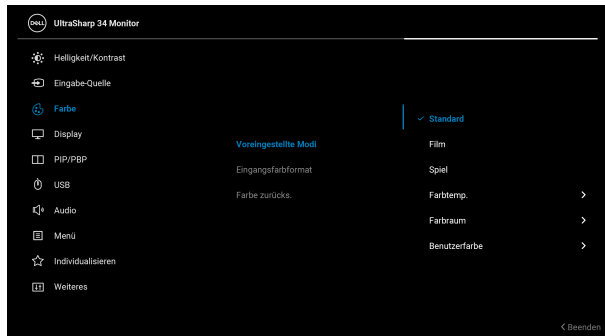 DELL UltraSharp 34 Monitor
Helligkeit/Kontrast
Eingabe-Quelle
Farbe
Display
PIP/PBP
USB
Audio
Menü
Individualisieren
Weiteres
Voreingestellte Modi
Eingangsfarbformat
Farbe zurücks.
Standard
Film
Spiel
Farbtemp.
Farbraum
Benutzerfarbe
Beenden